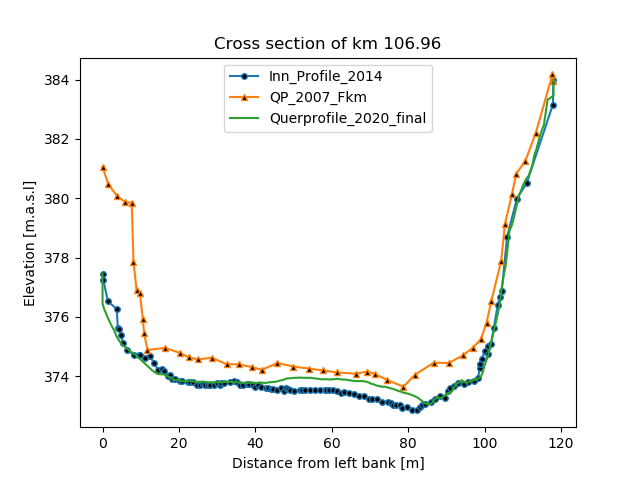 Cross section of km 106.96
Inn_Profile_2014
QP_2007_Fkm
Querprofile_2020_final
Elevation [m.a.s.l]
384
382
380
378
376
374
0 20 40 60 80 100 120
Distance from left bank [m]